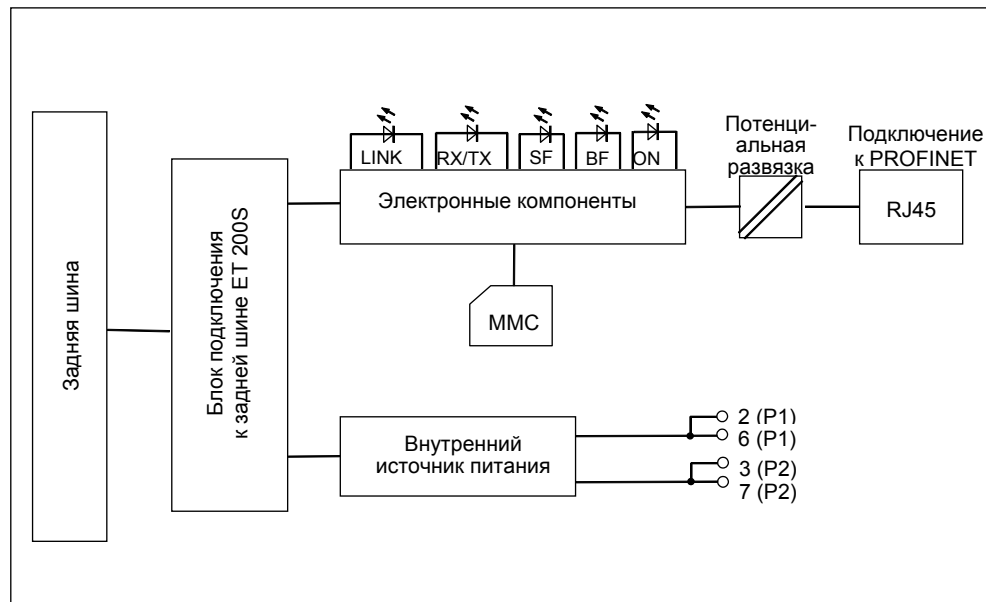 Задняя шина
Блок подключения
к задней шине ET 200S
LINK
RX/TX
SF
BF
ON
Электронные компоненты
MMC
Потенци-
альная
развязка
Подключение
к PROFINET
RJ45
Внутренний
источник питания
2 (P1)
6 (P1)
3 (P2)
7 (P2)